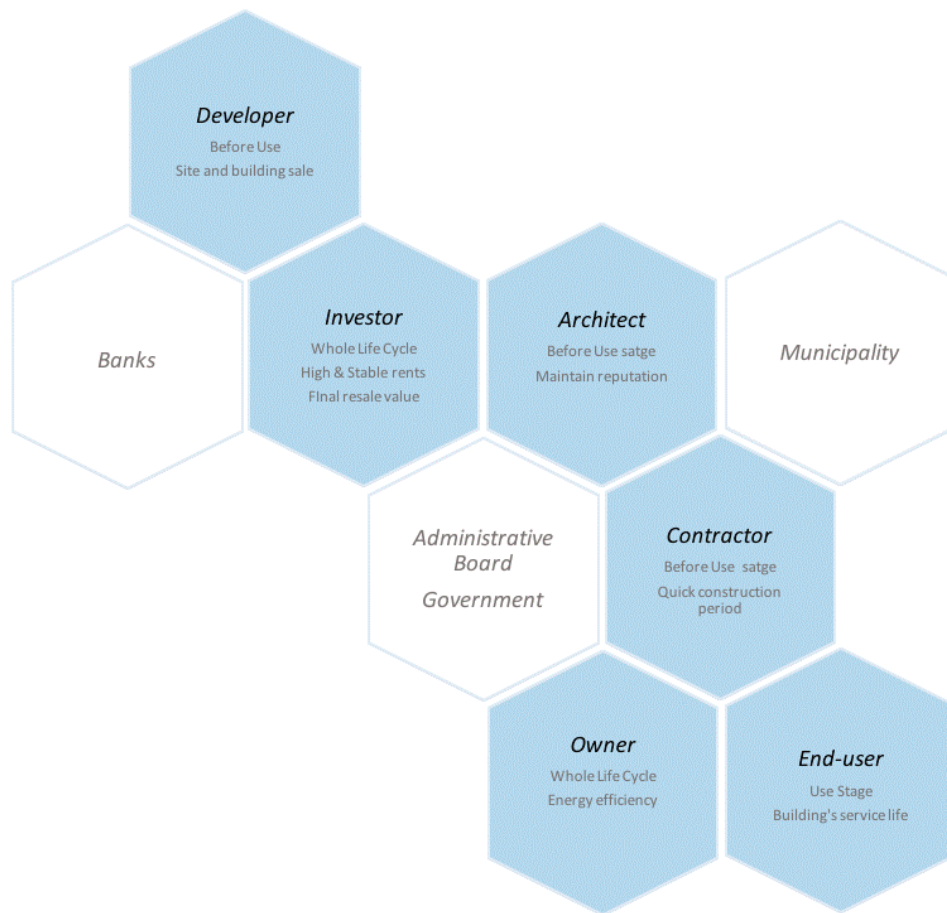 Developer
Before Use
Site and building sale
Banks
Investor
Whole Life Cycle
High & Stable rents
FInal resale value
Architect
Before Use satge
Maintain reputation
Municipality
Administrative
Board
Government
Contractor
Before Use satge
Quick construction
period
Owner
Whole Life Cycle
Energy efficiency
End-user
Use Stage
Building's service life